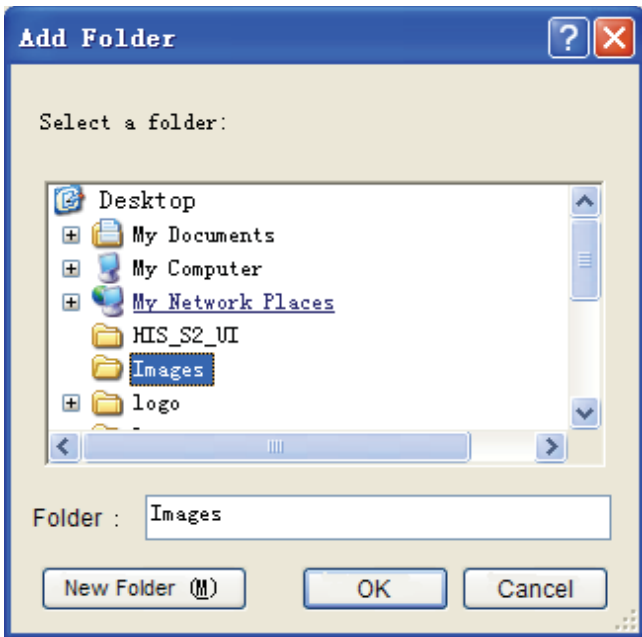 Add Folder
Select a folder:
Desktop
My Documents
My Computer
My Network Places
HIS_S2_UI
Images
logo
Folder : Images
New Folder (M) OK Cancel